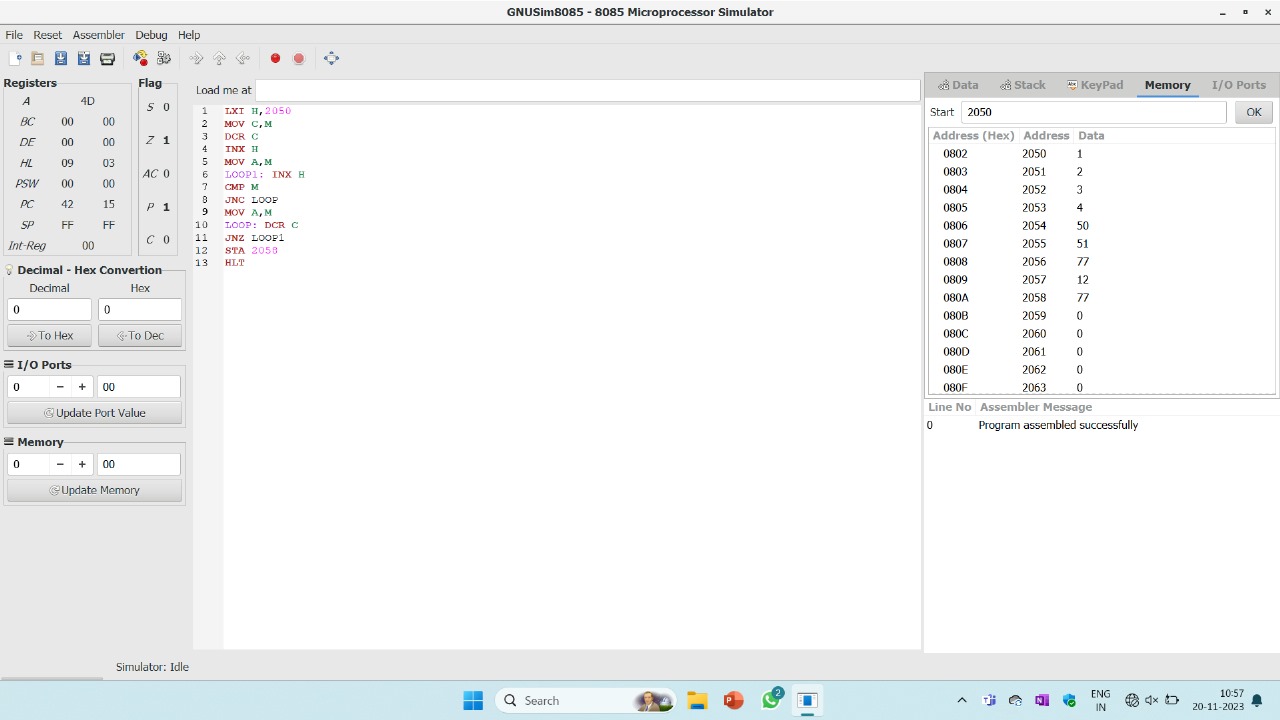 GNUSim8085 - 8085 Microprocessor Simulator
File Reset Assembler Debug Help
Registers
A 4D
BC 00 00
DE 00 00
HL 09 03
PSW 00 00
PC 42 15
SP FF FF
Int-Reg 00
Flag
S 0
Z 1
AC 0
P 1
C 0
Decimal - Hex Convertion
Decimal Hex
0 0
To Hex To Dec
I/O Ports
0 − + 00
Update Port Value
Memory
0 − + 00
Update Memory
Load me at
1 LXI H,2050
2 MOV C,M
3 DCR C
4 INX H
5 MOV A,M
6 LOOP1: INX H
7 CMP M
8 JNC LOOP
9 MOV A,M
10 LOOP: DCR C
11 JNZ LOOP1
12 STA 2058
13 HLT
Data Stack KeyPad Memory I/O Ports
Start 2050 OK
Address (Hex) Address Data
0802 2050 1
0803 2051 2
0804 2052 3
0805 2053 4
0806 2054 50
0807 2055 51
0808 2056 77
0809 2057 12
080A 2058 77
080B 2059 0
080C 2060 0
080D 2061 0
080E 2062 0
080F 2063 0
Line No Assembler Message
0 Program assembled successfully
Simulator: Idle
Search
2
ENG
IN
10:57
20-11-2023